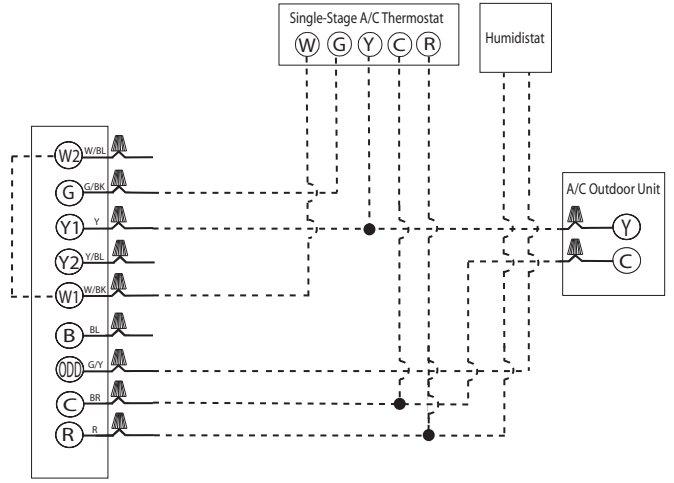 Single-Stage A/C Thermostat
W G Y C R
Humidistat
W2 W/BL
G G/BK
Y1 Y
Y2 Y/BL
W1 W/BK
B BL
ODD G/Y
C BR
R R
A/C Outdoor Unit
Y
C